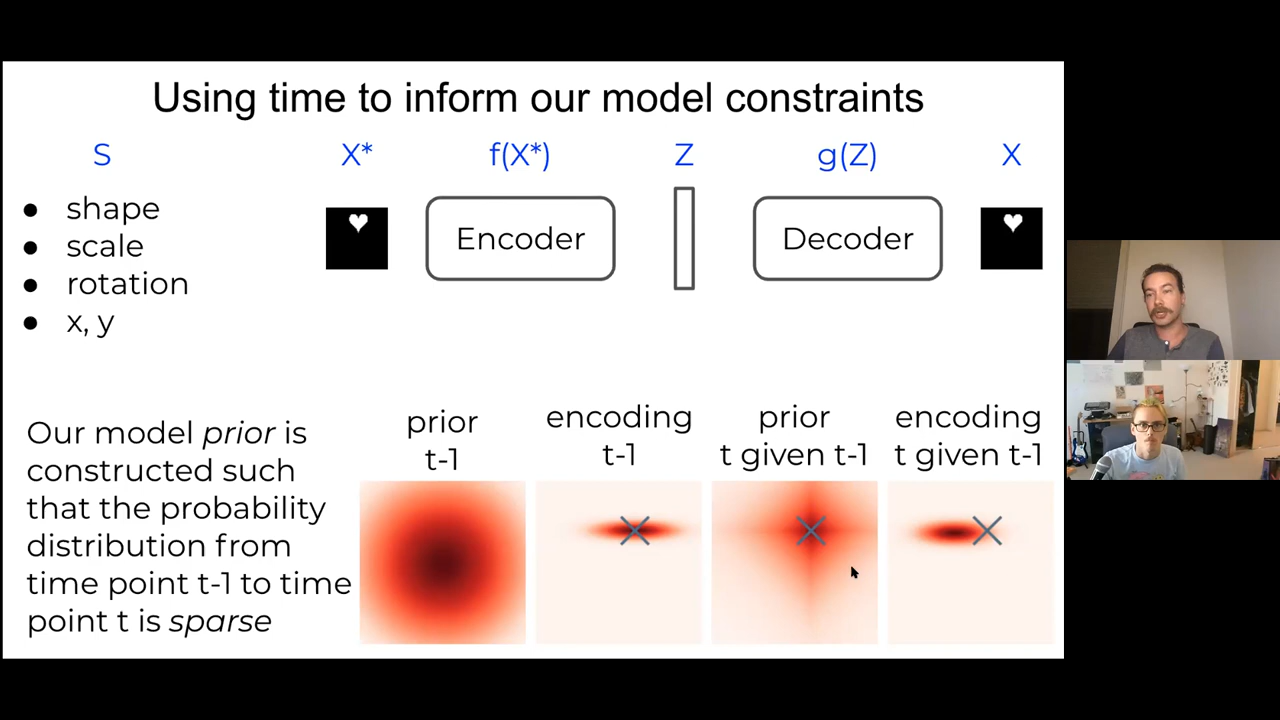 Using time to inform our model constraints
S X* f(X*) Z g(Z) X
● shape
● scale
● rotation
● x, y
Encoder
Decoder
Our model prior is
constructed such
that the probability
distribution from
time point t-1 to time
point t is sparse
prior
t-1
encoding
t-1
prior
t given t-1
encoding
t given t-1